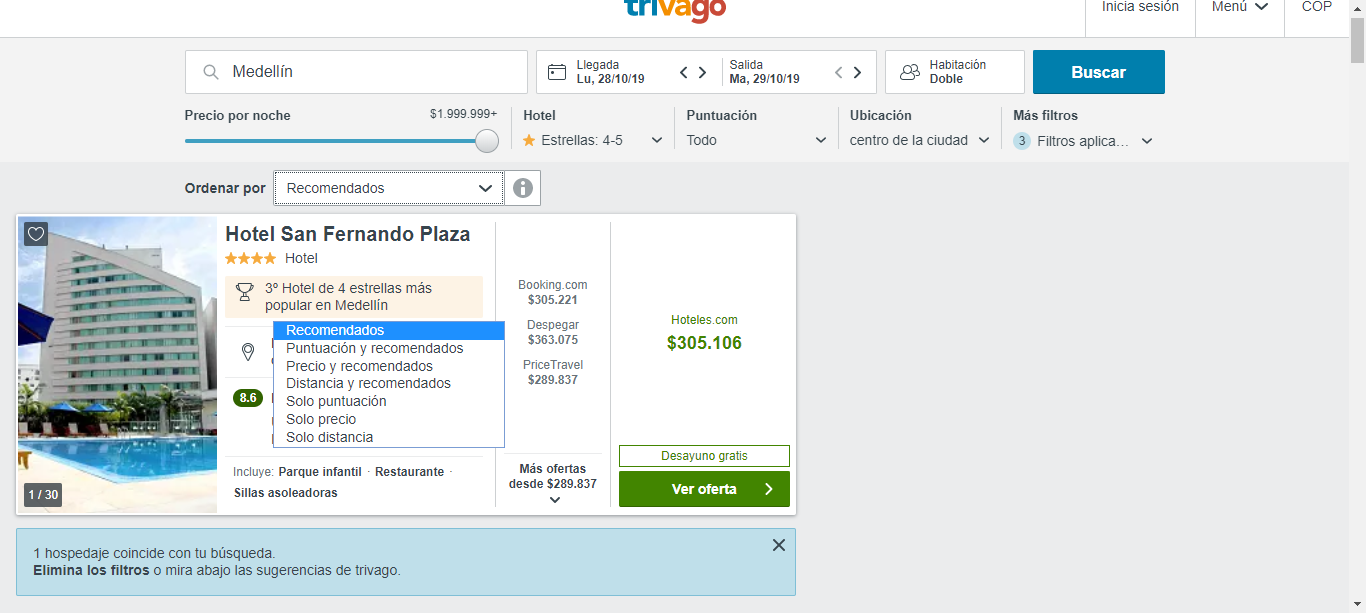 trivago
Inicia sesión
Menú
COP
Medellín
Llegada
Lu, 28/10/19
Salida
Ma, 29/10/19
Habitación
Doble
Buscar
Precio por noche
$1.999.999+
Hotel
Estrellas: 4-5
Puntuación
Todo
Ubicación
centro de la ciudad
Más filtros
3 Filtros aplica...
Ordenar por
Recomendados
Hotel San Fernando Plaza
Hotel
3º Hotel de 4 estrellas más
popular en Medellín
Recomendados
Puntuación y recomendados
Precio y recomendados
Distancia y recomendados
Solo puntuación
Solo precio
Solo distancia
8.6
Incluye: Parque infantil · Restaurante ·
Sillas asoleadoras
1 / 30
Booking.com
$305.221
Despegar
$363.075
PriceTravel
$289.837
Más ofertas
desde $289.837
Hoteles.com
$305.106
Desayuno gratis
Ver oferta
1 hospedaje coincide con tu búsqueda.
Elimina los filtros o mira abajo las sugerencias de trivago.